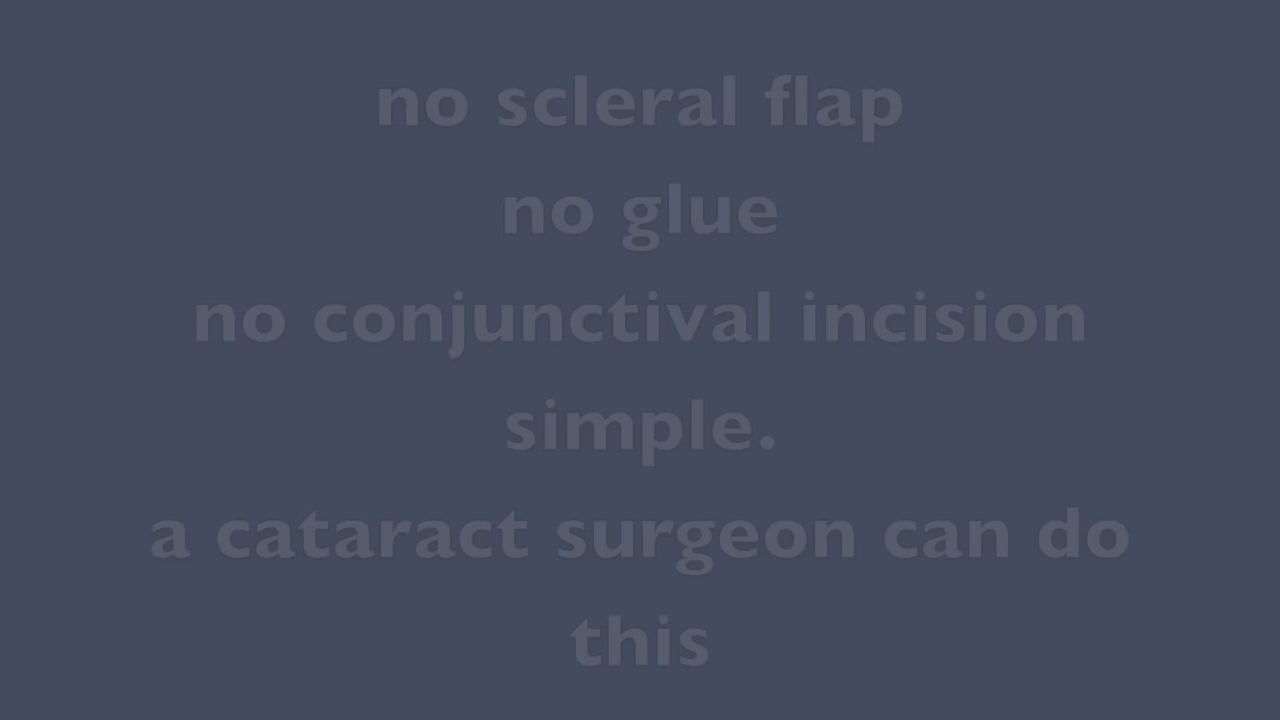 no scleral flap
no glue
no conjunctival incision
simple.
a cataract surgeon can do
this